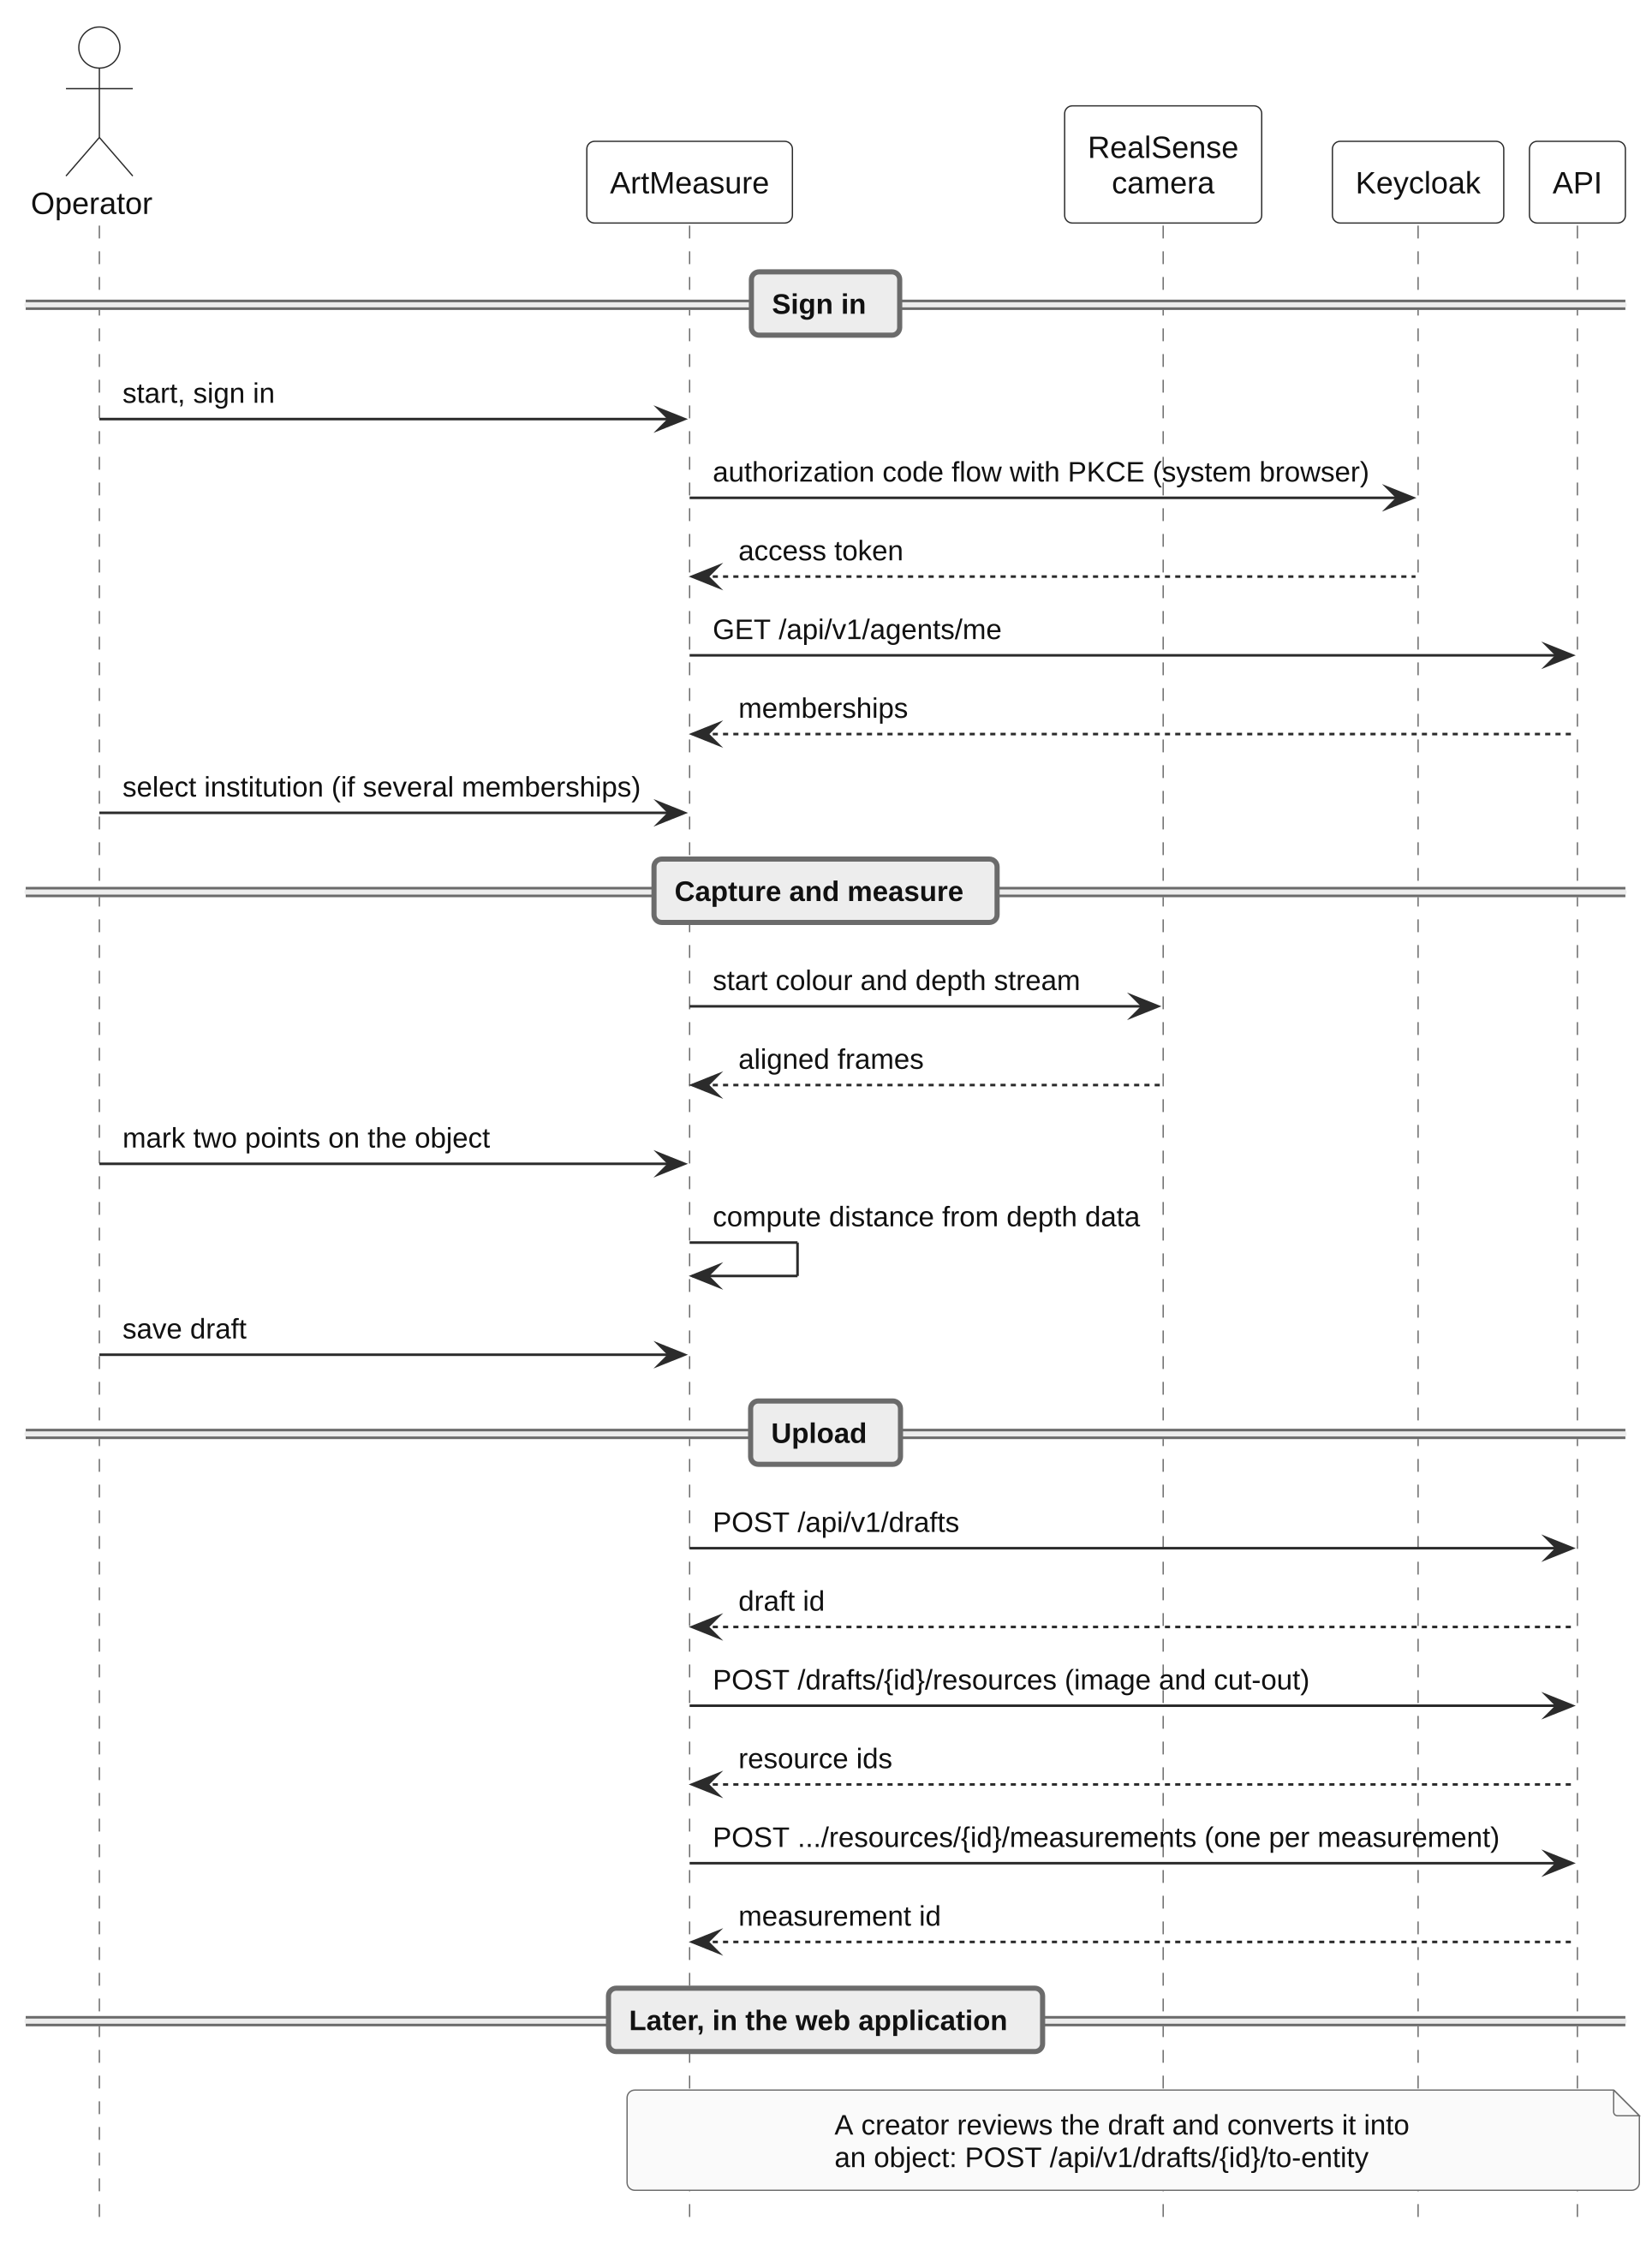 Operator
ArtMeasure
RealSense
camera
Keycloak
API
Sign in
start, sign in
authorization code flow with PKCE (system browser)
access token
GET /api/v1/agents/me
memberships
select institution (if several memberships)
Capture and measure
start colour and depth stream
aligned frames
mark two points on the object
compute distance from depth data
save draft
Upload
POST /api/v1/drafts
draft id
POST /drafts/{id}/resources (image and cut-out)
resource ids
POST .../resources/{id}/measurements (one per measurement)
measurement id
Later, in the web application
A creator reviews the draft and converts it into
an object: POST /api/v1/drafts/{id}/to-entity